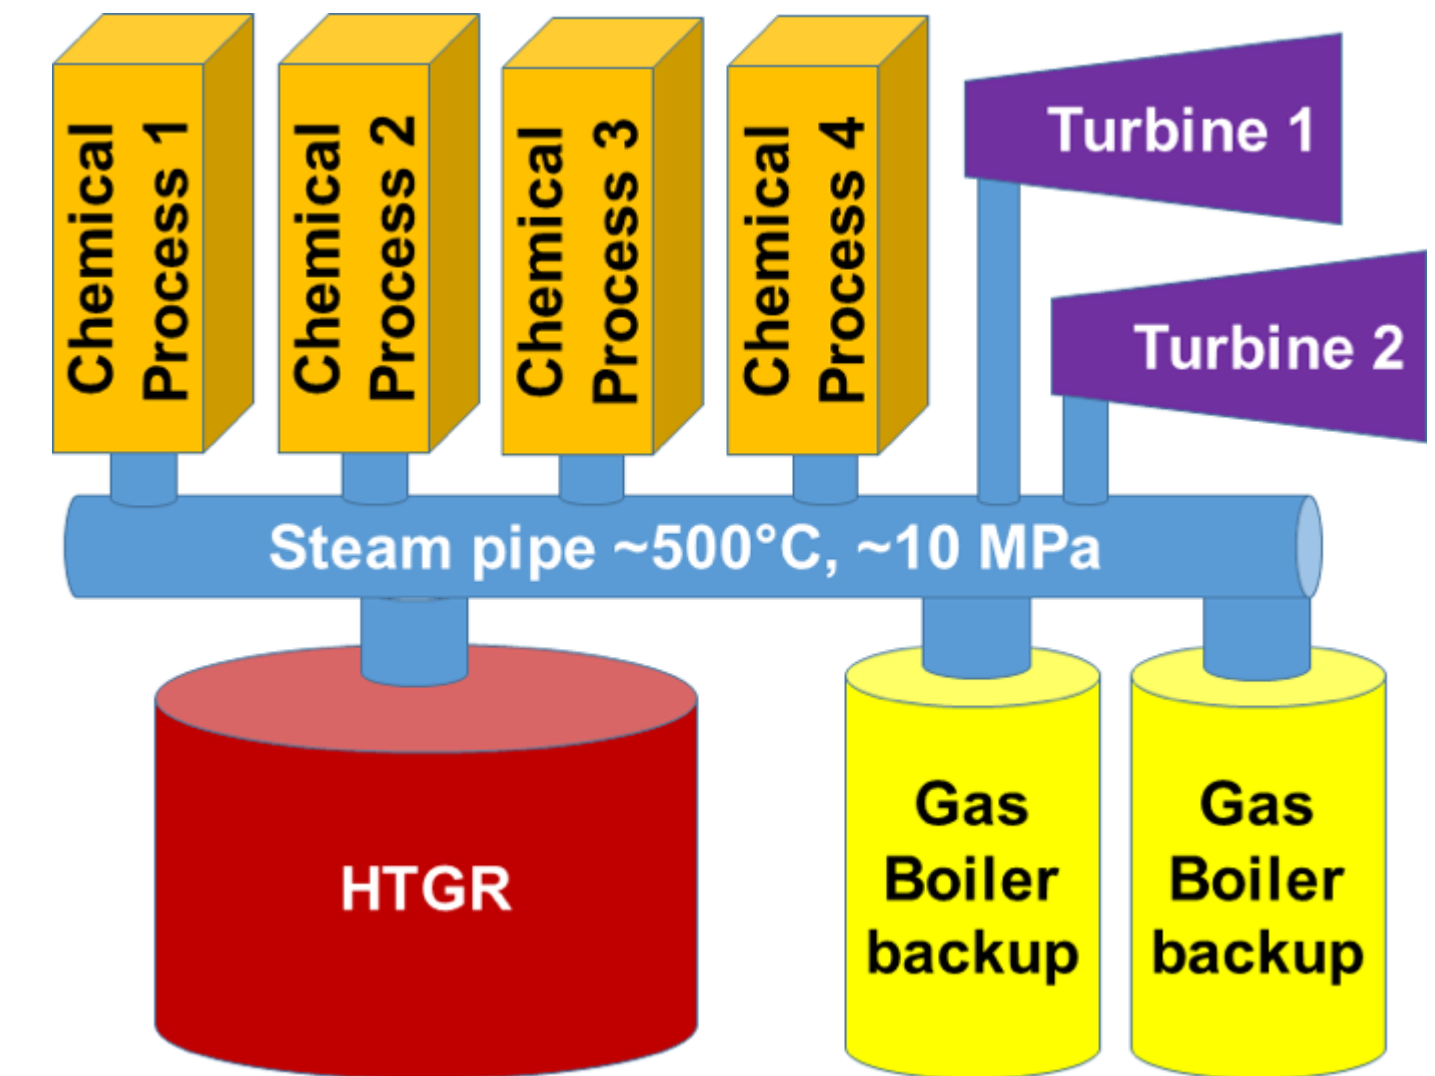 Chemical
Process 1
Chemical
Process 2
Chemical
Process 3
Chemical
Process 4
Turbine 1
Turbine 2
Steam pipe ~500°C, ~10 MPa
HTGR
Gas
Boiler
backup
Gas
Boiler
backup